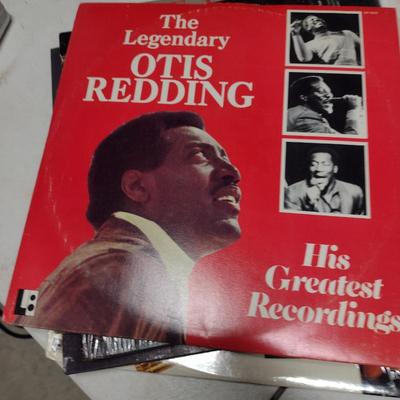 The
Legendary
OTIS
REDDING
His
Greatest
Recordings